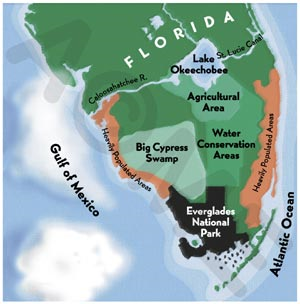 FLORIDA
St. Lucie Canal
Lake
Okeechobee
Caloosahatchee R.
Agricultural
Area
Heavily Populated Areas
Big Cypress
Swamp
Water
Conservation
Areas
Heavily Populated Areas
Gulf of Mexico
Everglades
National
Park
Atlantic Ocean